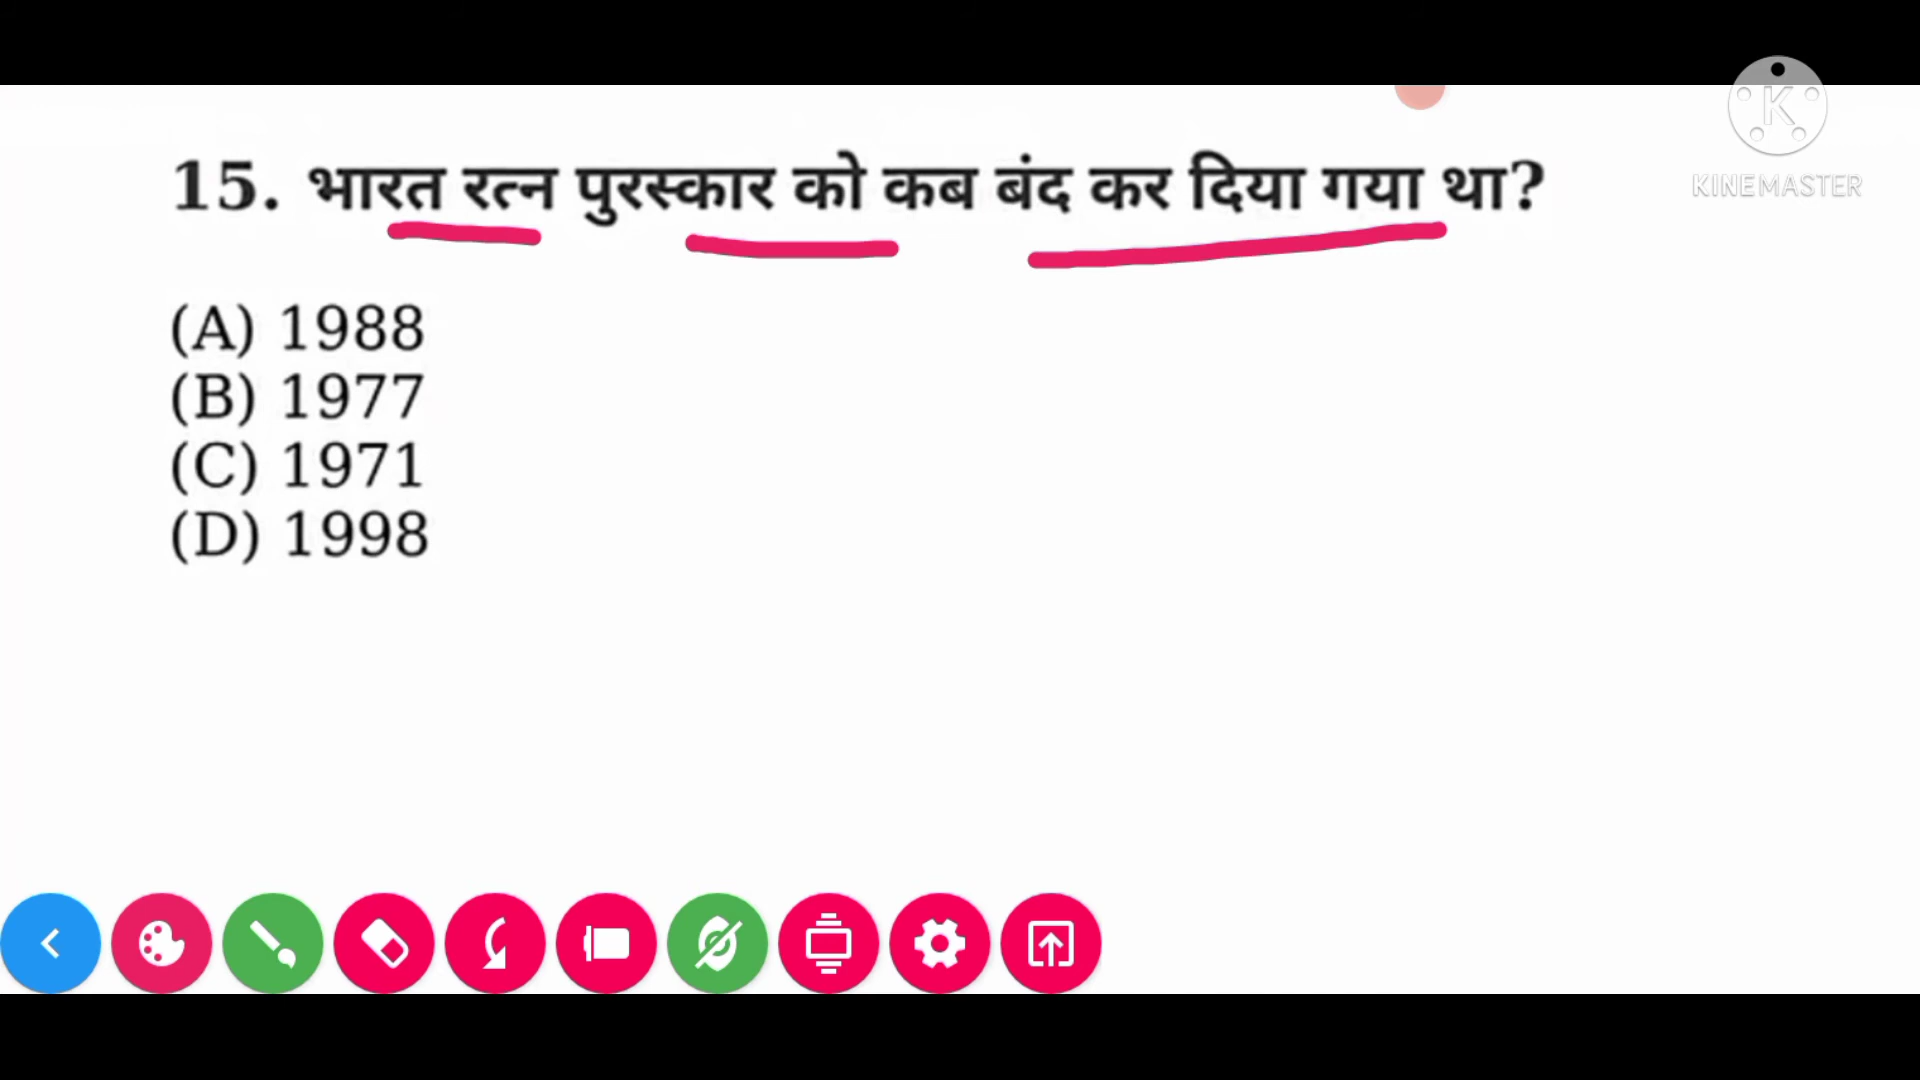 15. भारत रत्न पुरस्कार को कब बंद कर दिया गया था?
(A) 1988
(B) 1977
(C) 1971
(D) 1998
K
KINEMASTER